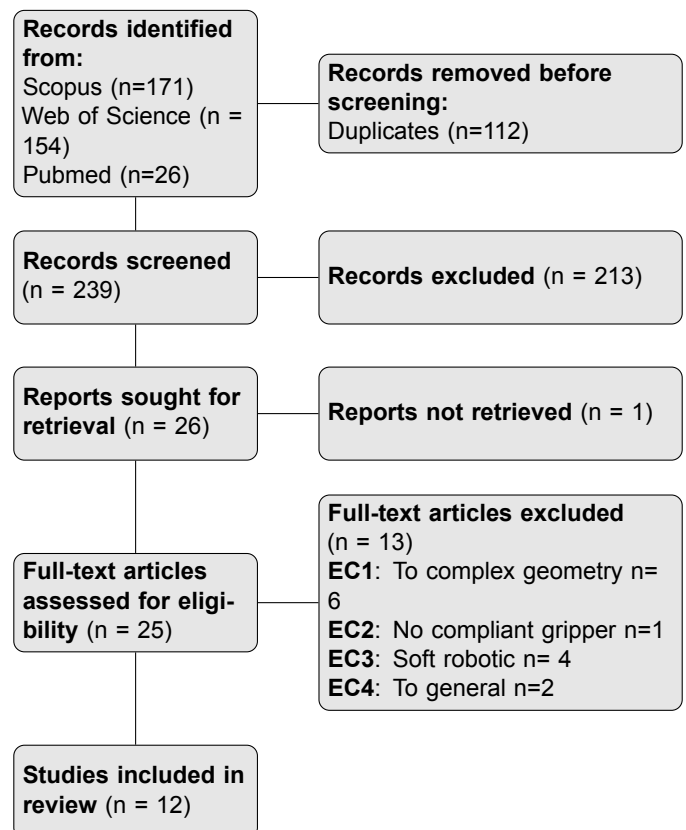 Records identified
from:
Scopus (n=171)
Web of Science (n =
154)
Pubmed (n=26)
Records removed before
screening:
Duplicates (n=112)
Records screened
(n = 239)
Records excluded (n = 213)
Reports sought for
retrieval (n = 26)
Reports not retrieved (n = 1)
Full-text articles
assessed for eligi-
bility (n = 25)
Full-text articles excluded
(n = 13)
EC1: To complex geometry n=
6
EC2: No compliant gripper n=1
EC3: Soft robotic n= 4
EC4: To general n=2
Studies included in
review (n = 12)